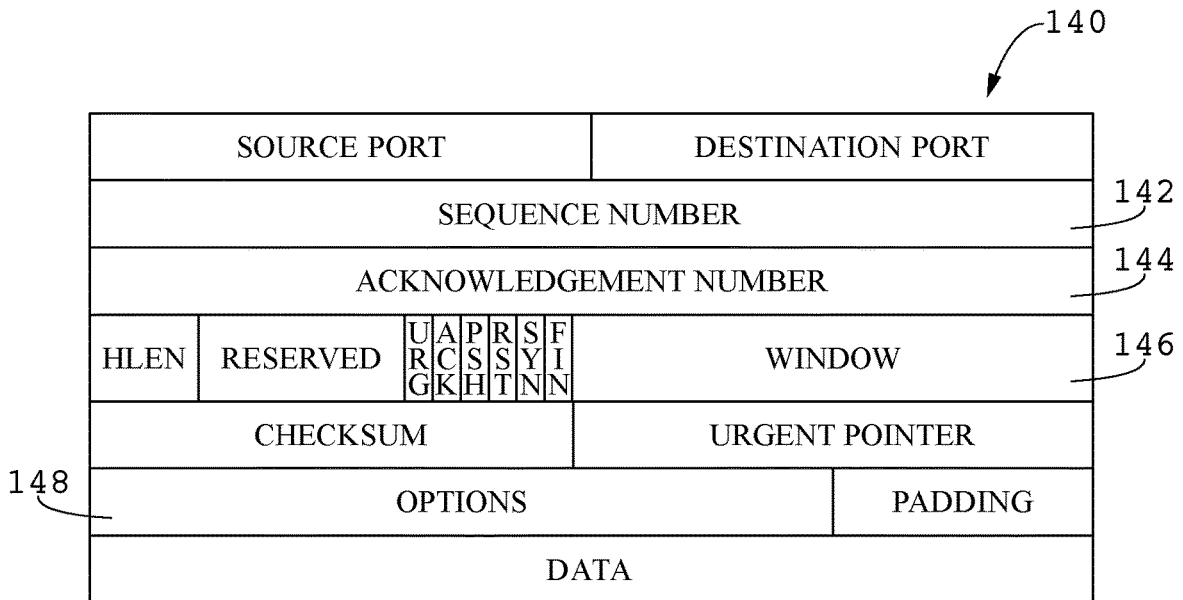 140
SOURCE PORT DESTINATION PORT
SEQUENCE NUMBER 142
ACKNOWLEDGEMENT NUMBER 144
HLEN RESERVED URG ACK PSH RST SYN FIN WINDOW 146
CHECKSUM URGENT POINTER
148 OPTIONS PADDING
DATA